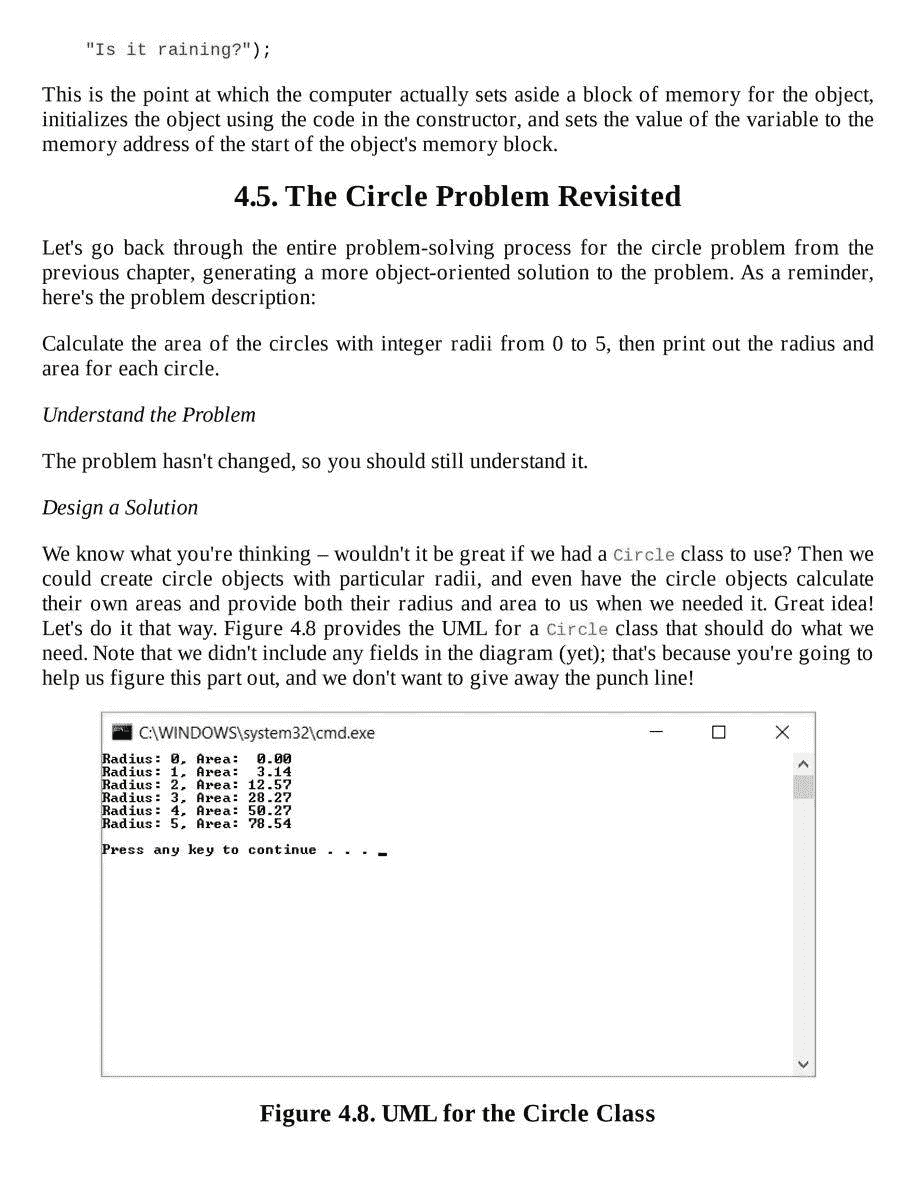 "Is it raining?");
This is the point at which the computer actually sets aside a block of memory for the object,
initializes the object using the code in the constructor, and sets the value of the variable to the
memory address of the start of the object's memory block.
4.5. The Circle Problem Revisited
Let's go back through the entire problem-solving process for the circle problem from the
previous chapter, generating a more object-oriented solution to the problem. As a reminder,
here's the problem description:
Calculate the area of the circles with integer radii from 0 to 5, then print out the radius and
area for each circle.
Understand the Problem
The problem hasn't changed, so you should still understand it.
Design a Solution
We know what you're thinking – wouldn't it be great if we had a Circle class to use? Then we
could create circle objects with particular radii, and even have the circle objects calculate
their own areas and provide both their radius and area to us when we needed it. Great idea!
Let's do it that way. Figure 4.8 provides the UML for a Circle class that should do what we
need. Note that we didn't include any fields in the diagram (yet); that's because you're going to
help us figure this part out, and we don't want to give away the punch line!
C:\WINDOWS\system32\cmd.exe
Radius: 0, Area:  0.00
Radius: 1, Area:  3.14
Radius: 2, Area: 12.57
Radius: 3, Area: 28.27
Radius: 4, Area: 50.27
Radius: 5, Area: 78.54
Press any key to continue . . . _
Figure 4.8. UML for the Circle Class